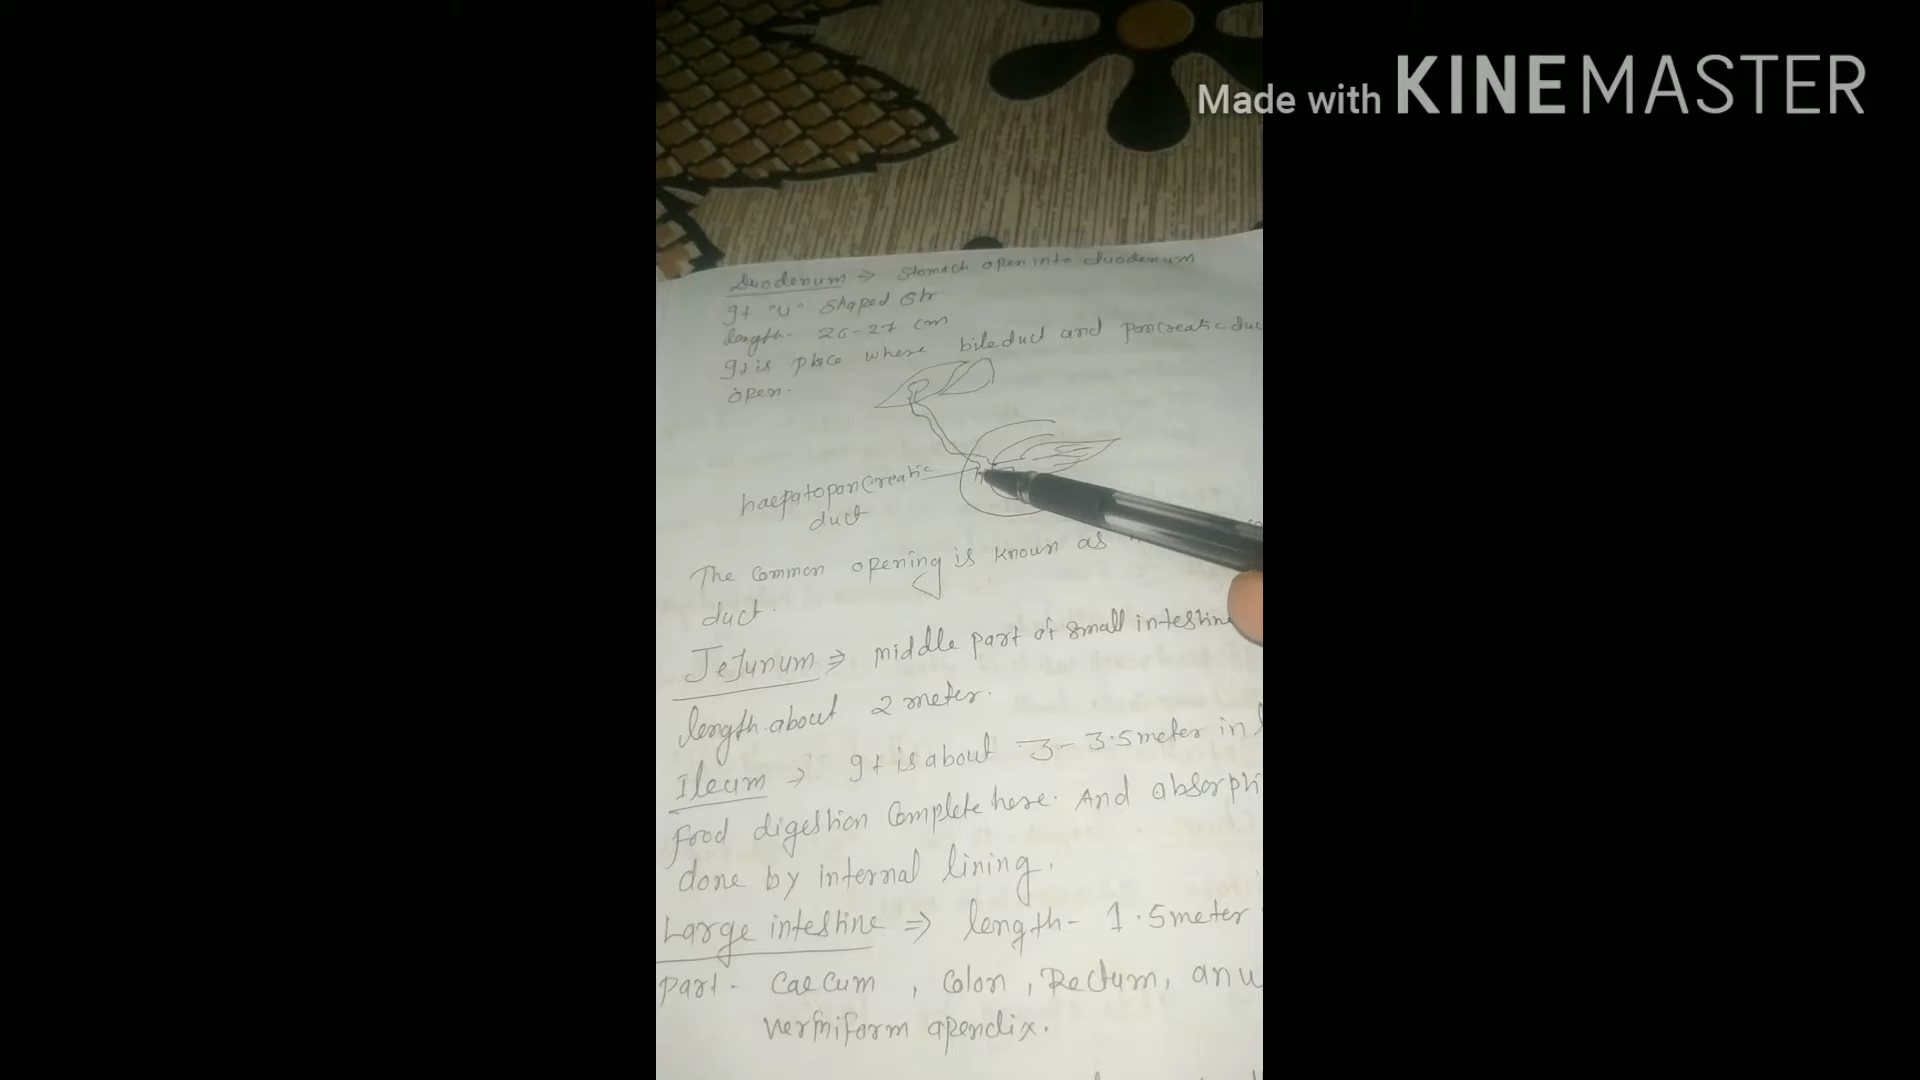 Made with KINEMASTER
Duodenum ⇒ Stomach open into duodenum
It "U" Shaped Str
length- 26-27 cm
It is place where bile duct and pancreatic duc
open.
haepatopancreatic
duct
The Common opening is known as
duct.
JeJunum ⇒ middle part of small intestine
length about 2 meter.
Ileum → It is about 3- 3.5 meter in
food digestion Complete here. And absorpti
done by internal lining.
Large intestine ⇒ length- 1.5 meter
part- CaeCum, Colon, Rectum, anu
Vermiform apendix.